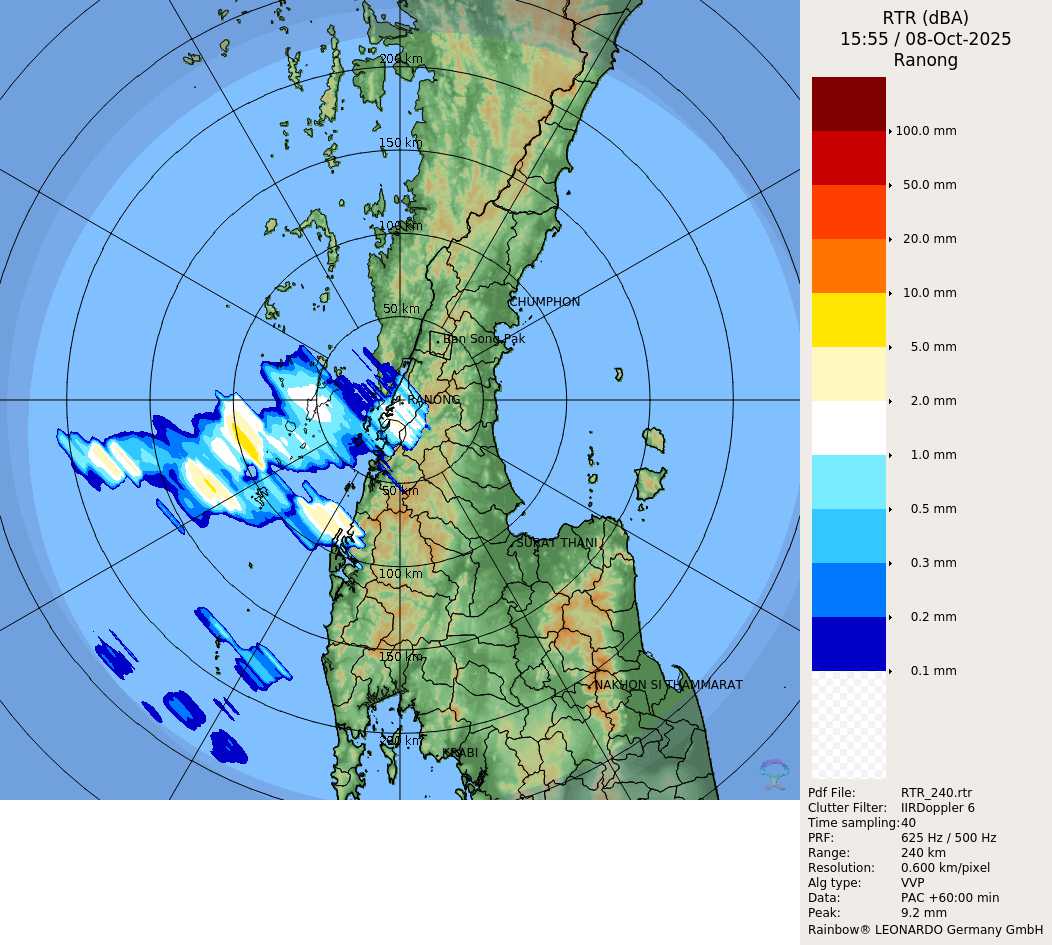 RTR (dBA)
15:55 / 08-Oct-2025
Ranong
200 km
150 km
100 km
50 km
CHUMPHON
Ban Song Pak
RANONG
50 km
SURAT THANI
100 km
150 km
NAKHON SI THAMMARAT
200 km
KRABI
100.0 mm
50.0 mm
20.0 mm
10.0 mm
5.0 mm
2.0 mm
1.0 mm
0.5 mm
0.3 mm
0.2 mm
0.1 mm
Pdf File: RTR_240.rtr
Clutter Filter: IIRDoppler 6
Time sampling:40
PRF: 625 Hz / 500 Hz
Range: 240 km
Resolution: 0.600 km/pixel
Alg type: VVP
Data: PAC +60:00 min
Peak: 9.2 mm
Rainbow® LEONARDO Germany GmbH